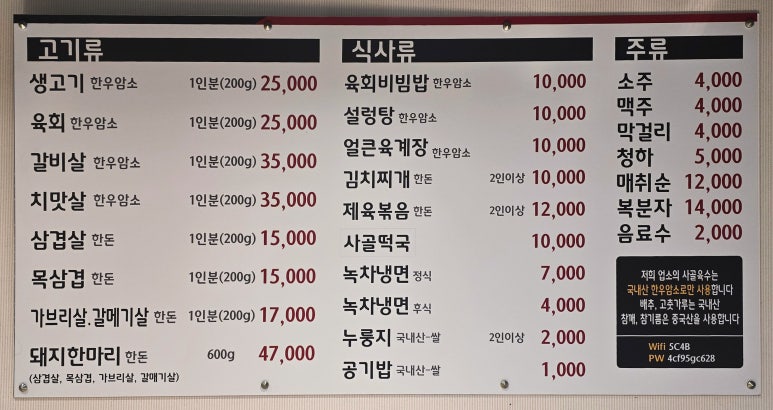 고기류
생고기 한우암소 1인분(200g) 25,000
육회 한우암소 1인분(200g) 25,000
갈비살 한우암소 1인분(200g) 35,000
치맛살 한우암소 1인분(200g) 35,000
삼겹살 한돈 1인분(200g) 15,000
목삼겹 한돈 1인분(200g) 15,000
가브리살.갈메기살 한돈 1인분(200g) 17,000
돼지한마리 한돈 600g 47,000
(삼겹살, 목삼겹, 가브리살, 갈매기살)
식사류
육회비빔밥 한우암소 10,000
설렁탕 한우암소 10,000
얼큰육계장 한우암소 10,000
김치찌개 한돈 2인이상 10,000
제육볶음 한돈 2인이상 12,000
사골떡국 10,000
녹차냉면 정식 7,000
녹차냉면 후식 4,000
누룽지 국내산-쌀 2인이상 2,000
공기밥 국내산-쌀 1,000
주류
소주 4,000
맥주 4,000
막걸리 4,000
청하 5,000
매취순 12,000
복분자 14,000
음료수 2,000
저희 업소의 사골육수는
국내산 한우암소로만 사용합니다
배추, 고춧가루는 국내산
참깨, 참기름은 중국산을 사용합니다
Wifi 5C4B
PW 4cf95gc628